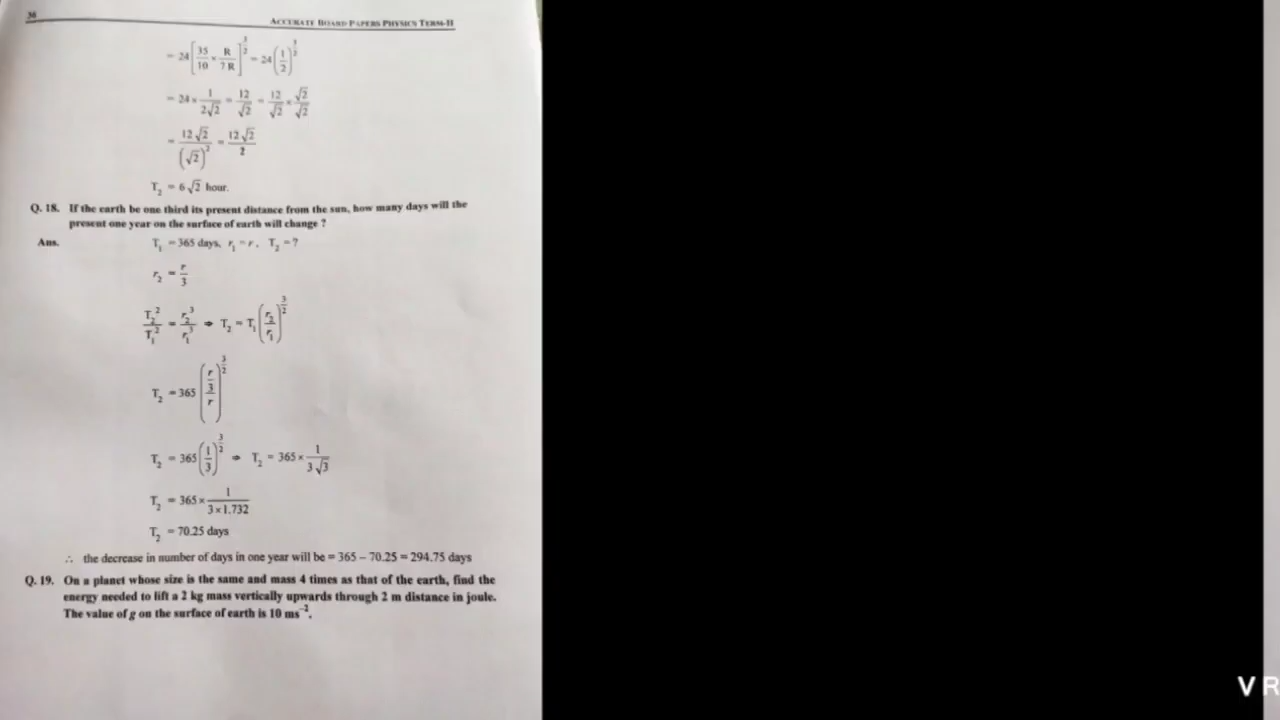 38
ACCURATE BOARD PAPERS PHYSICS TERM-II
= 24 [35/10 × R/7 R]^(3/2) = 24 (1/2)^(3/2)
= 24 × 1/2√2 = 12/√2 = 12/√2 × √2/√2
= 12√2/(√2)^2 = 12√2/2
T₂ = 6√2 hour.
Q. 18. If the earth be one third its present distance from the sun, how many days will the
present one year on the surface of earth will change ?
Ans. T₁ = 365 days, r₁ = r, T₂ = ?
r₂ = r/3
T₂²/T₁² = r₂³/r₁³ ⇒ T₂ = T₁ (r₂/r₁)^(3/2)
T₂ = 365 (r/3/r)^(3/2)
T₂ = 365 (1/3)^(3/2) ⇒ T₂ = 365 × 1/3√3
T₂ = 365 × 1/3×1.732
T₂ = 70.25 days
∴ the decrease in number of days in one year will be = 365 – 70.25 = 294.75 days
Q. 19. On a planet whose size is the same and mass 4 times as that of the earth, find the
energy needed to lift a 2 kg mass vertically upwards through 2 m distance in joule.
The value of g on the surface of earth is 10 ms⁻².
V R